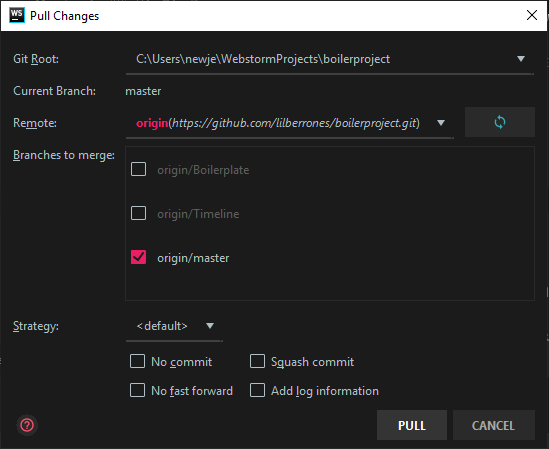 WS Pull Changes
Git Root: C:\Users\newje\WebstormProjects\boilerproject
Current Branch: master
Remote: origin(https://github.com/lilberrones/boilerproject.git)
Branches to merge:
origin/Boilerplate
origin/Timeline
origin/master
Strategy: <default>
No commit Squash commit
No fast forward Add log information
? PULL CANCEL